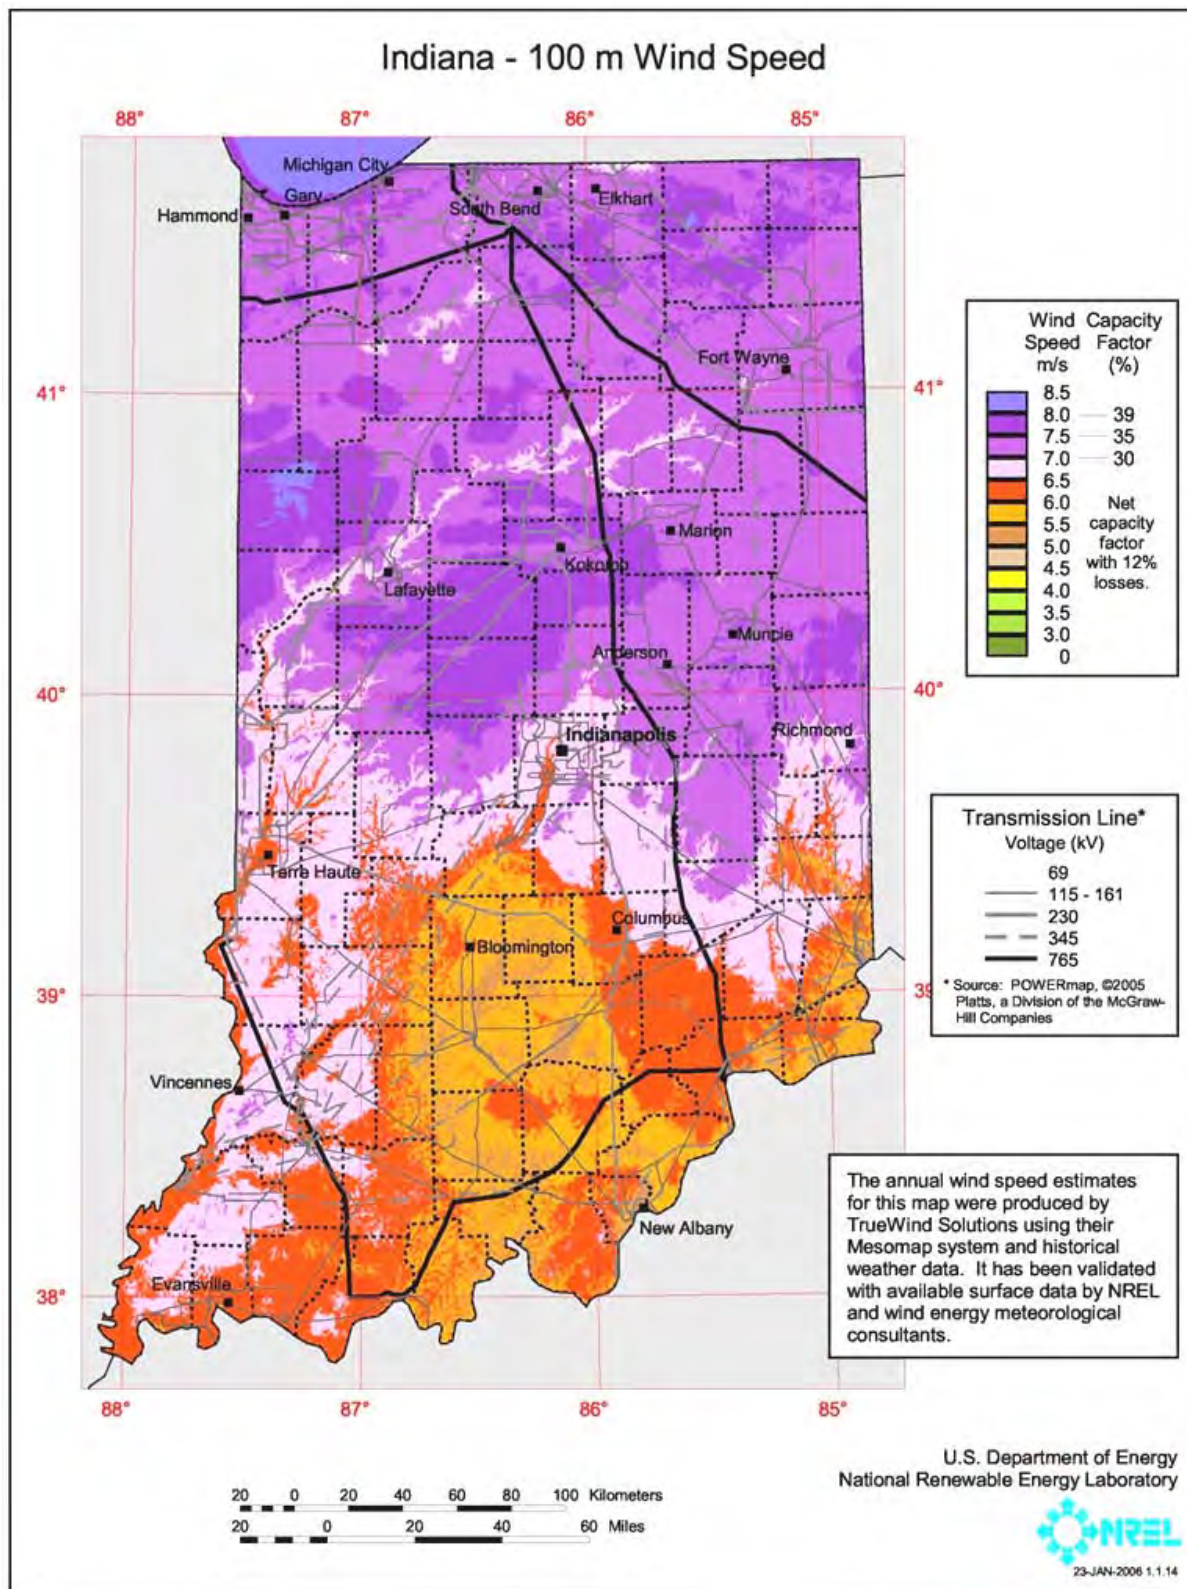 Indiana - 100 m Wind Speed
88° 87° 86° 85°
Michigan City
Gary
Hammond
South Bend
Elkhart
Fort Wayne
41° 41°
Marion
Kokomo
Lafayette
Muncie
Anderson
40° 40°
Indianapolis
Richmond
Terre Haute
Columbus
Bloomington
39° 39
Vincennes
New Albany
Evansville
38° 38°
88° 87° 86° 85°
Wind Capacity
Speed Factor
m/s (%)
8.5
8.0 39
7.5 35
7.0 30
6.5
6.0
5.5
5.0
4.5
4.0
3.5
3.0
0
Net
capacity
factor
with 12%
losses.
Transmission Line*
Voltage (kV)
69
115 - 161
230
345
765
* Source: POWERmap, ©2005
Platts, a Division of the McGraw-
Hill Companies
The annual wind speed estimates
for this map were produced by
TrueWind Solutions using their
Mesomap system and historical
weather data. It has been validated
with available surface data by NREL
and wind energy meteorological
consultants.
U.S. Department of Energy
National Renewable Energy Laboratory
20 0 20 40 60 80 100 Kilometers
20 0 20 40 60 Miles
NREL
23-JAN-2006 1.1.14